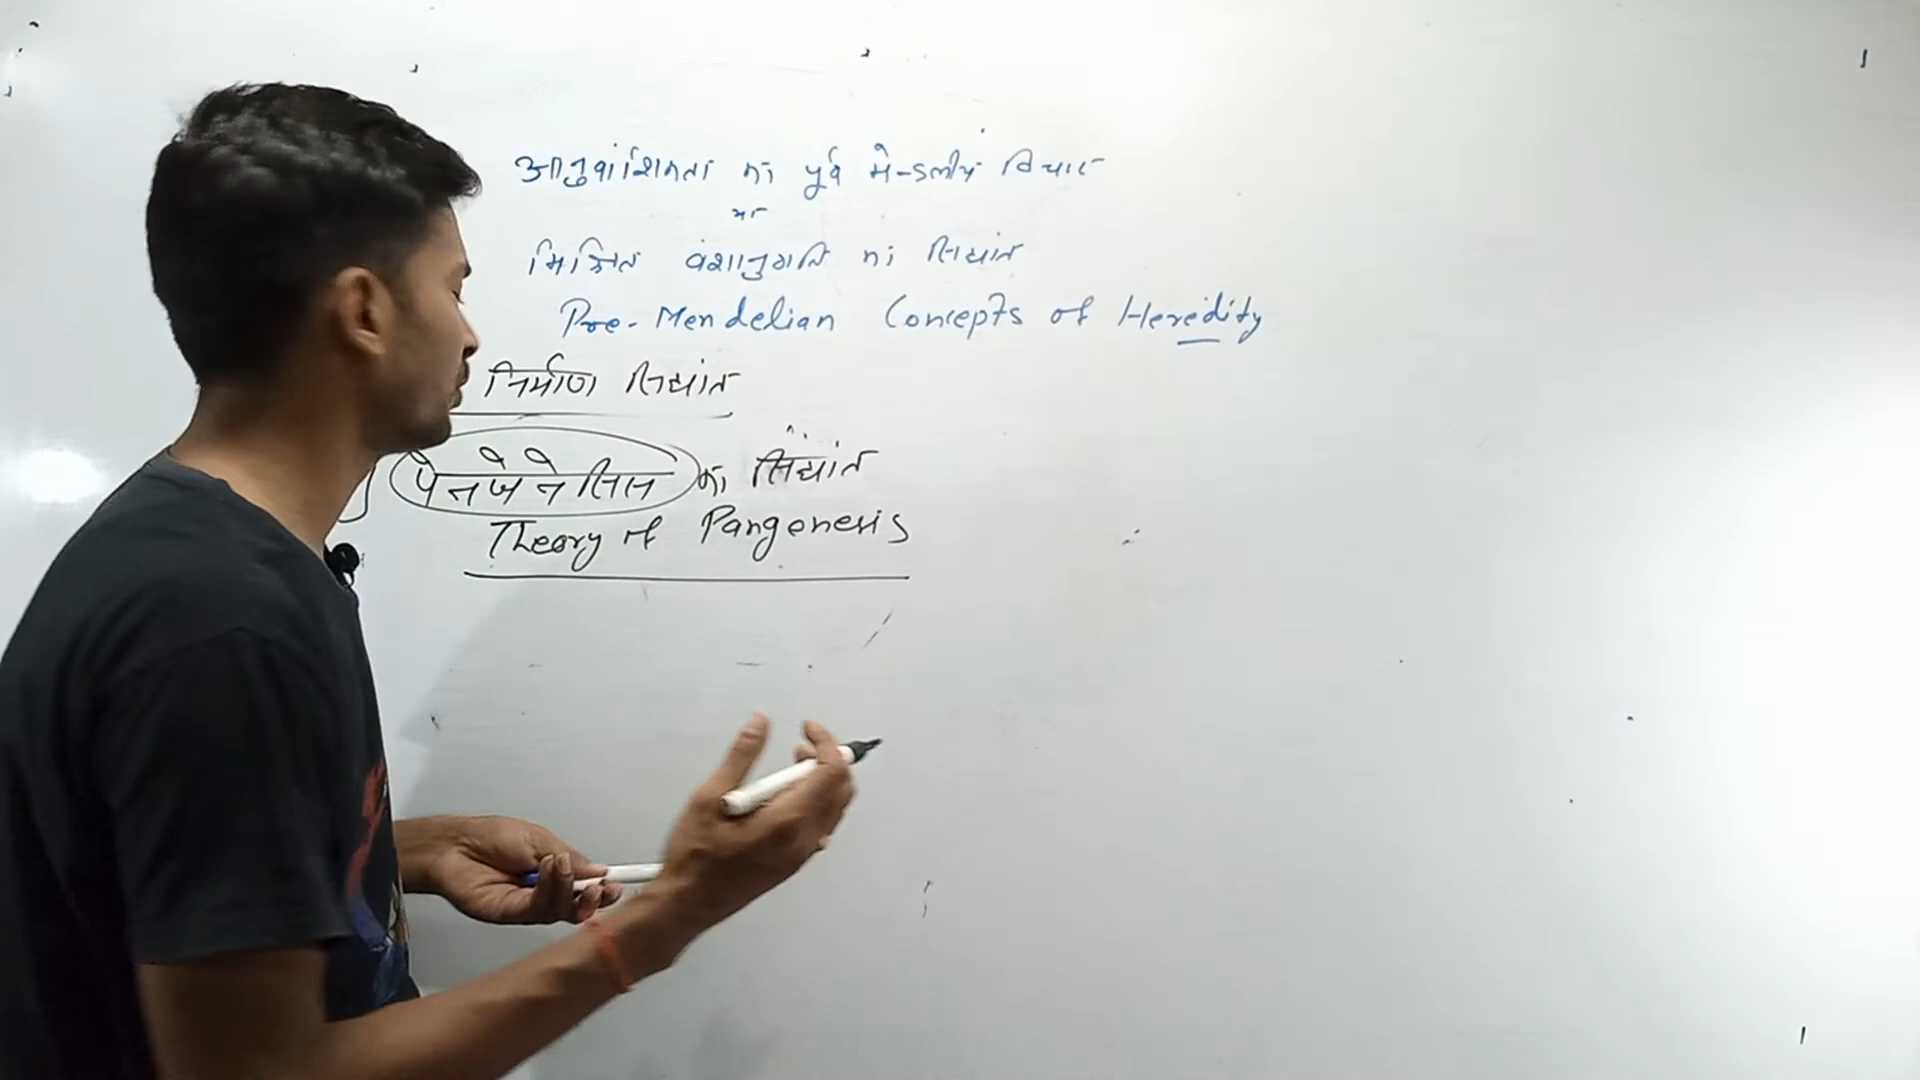 आनुवांशिकता का पूर्व मेन्डलीय विचार
या
मिश्रित वंशानुगति का सिद्यांत
Pre-Mendelian Concepts of Heredity
निर्माण सिद्यांत
पेनजेनेसिस का सिद्यांत
Theory of Pangenesis